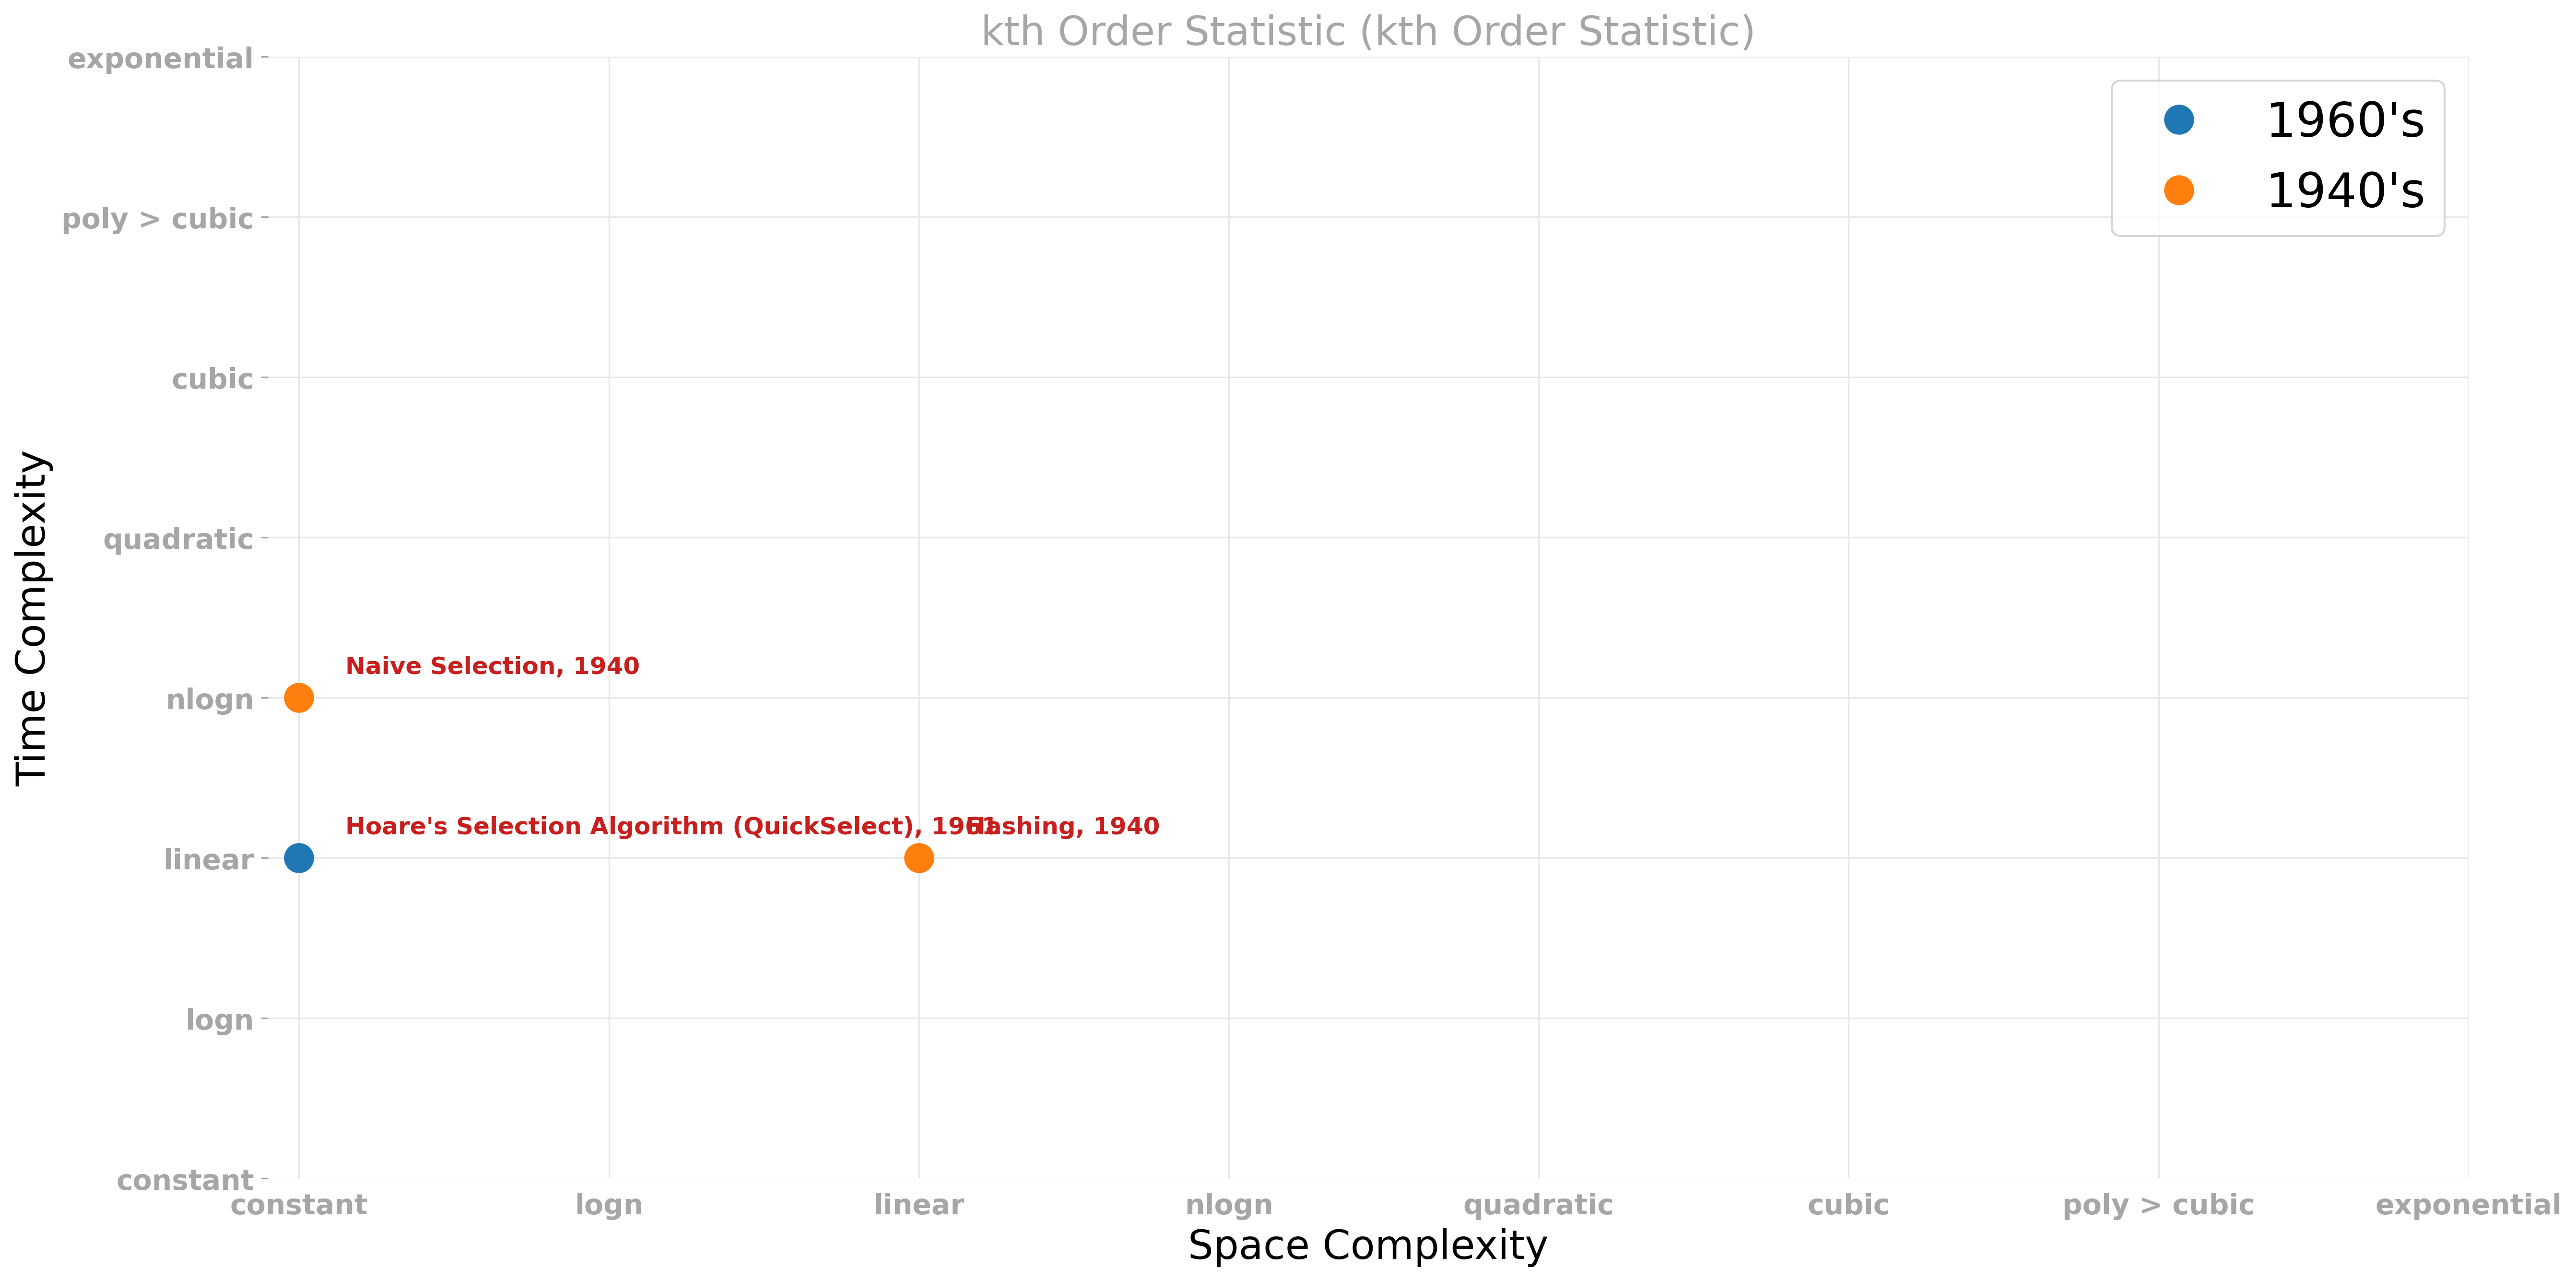 kth Order Statistic (kth Order Statistic)
exponential
1960's
1940's
poly > cubic
cubic
quadratic
Time Complexity
Naive Selection, 1940
nlogn
Hoare's Selection Algorithm (QuickSelect),
Hashing, 1940
linear
logn
constant
constant logn linear nlogn quadratic cubic poly > cubic exponential
Space Complexity